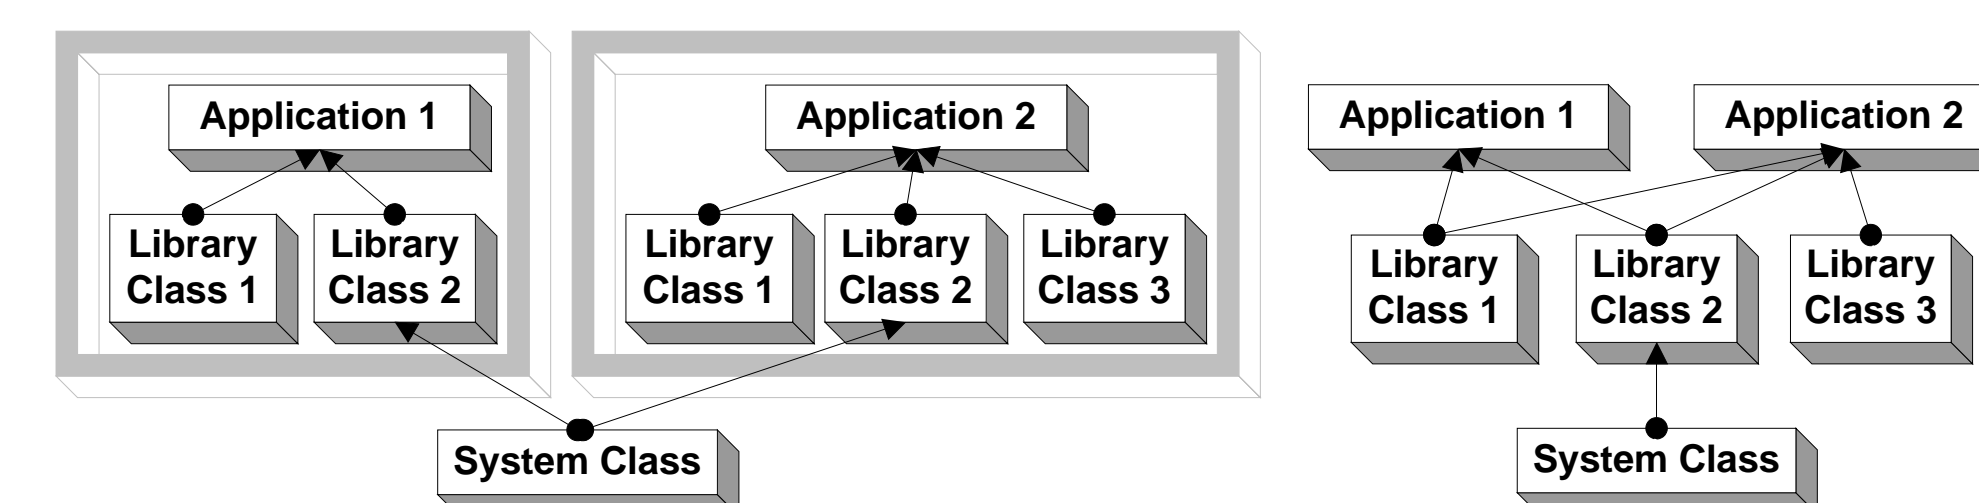 Application 1
Library
Class 1
Library
Class 2
Application 2
Library
Class 1
Library
Class 2
Library
Class 3
System Class
Application 1
Application 2
Library
Class 1
Library
Class 2
Library
Class 3
System Class